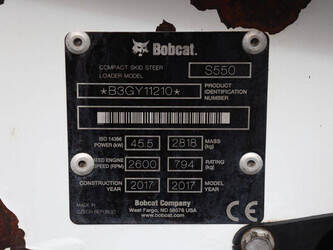 Bobcat.
COMPACT SKID STEER LOADER MODEL S550
*B3GY11210* PRODUCT IDENTIFICATION NUMBER
ISO 14396 POWER (kW) 45.5 2818 MASS (kg)
RATED ENGINE SPEED (RPM) 2600 794 RATING (kg)
CONSTRUCTION YEAR 2017 2017 MODEL YEAR
Bobcat Company
West Fargo, ND 58078 USA
www.bobcat.com
MADE IN
CZECH REPUBLIC
CE